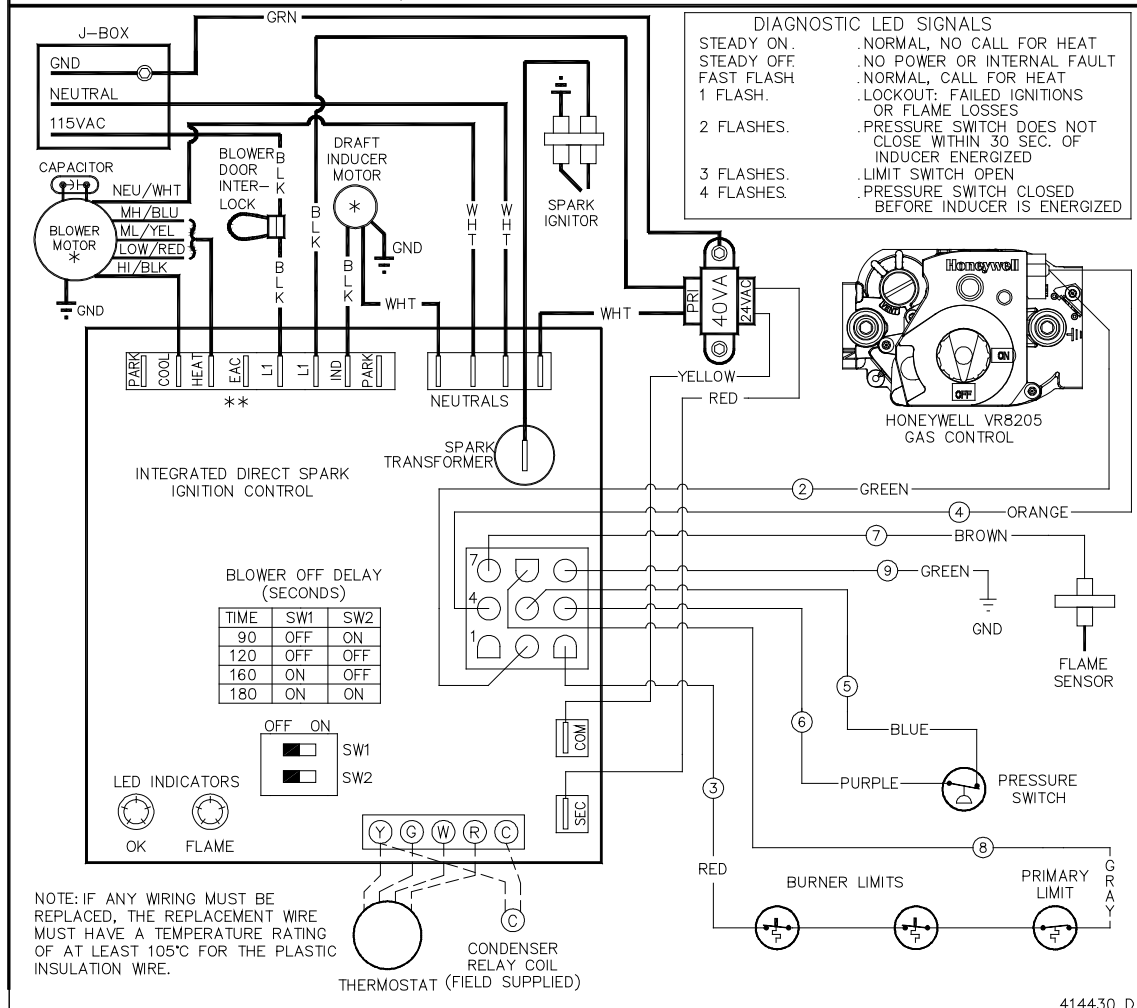 GRN
J-BOX
GND
NEUTRAL
115VAC
DIAGNOSTIC LED SIGNALS
STEADY ON. .NORMAL, NO CALL FOR HEAT
STEADY OFF. .NO POWER OR INTERNAL FAULT
FAST FLASH .NORMAL, CALL FOR HEAT
1 FLASH. .LOCKOUT: FAILED IGNITIONS
OR FLAME LOSSES
2 FLASHES. .PRESSURE SWITCH DOES NOT
CLOSE WITHIN 30 SEC. OF
INDUCER ENERGIZED
3 FLASHES. .LIMIT SWITCH OPEN
4 FLASHES. .PRESSURE SWITCH CLOSED
BEFORE INDUCER IS ENERGIZED
CAPACITOR
BLOWER
MOTOR
*
NEU/WHT
MH/BLU
ML/YEL
LOW/RED
HI/BLK
GND
BLOWER
DOOR
INTER-
LOCK
BLK
BLK
BLK
DRAFT
INDUCER
MOTOR
*
GND
BLK
WHT
WHT
WHT
SPARK
IGNITOR
WHT
PRI
40VA
24VAC
YELLOW
RED
Honeywell
ON
OFF
HONEYWELL VR8205
GAS CONTROL
PARK
COOL
HEAT
EAC
L1
L1
IND
PARK
**
NEUTRALS
SPARK
TRANSFORMER
INTEGRATED DIRECT SPARK
IGNITION CONTROL
2 GREEN
4 ORANGE
7 BROWN
9 GREEN
GND
FLAME
SENSOR
7
4
1
BLOWER OFF DELAY
(SECONDS)
TIME SW1 SW2
90 OFF ON
120 OFF OFF
160 ON OFF
180 ON ON
OFF ON
SW1
SW2
LED INDICATORS
OK FLAME
COM
SEC
Y G W R C
5
BLUE
6
PURPLE
PRESSURE
SWITCH
3
RED
8
GRAY
BURNER LIMITS
PRIMARY
LIMIT
NOTE: IF ANY WIRING MUST BE
REPLACED, THE REPLACEMENT WIRE
MUST HAVE A TEMPERATURE RATING
OF AT LEAST 105°C FOR THE PLASTIC
INSULATION WIRE.
THERMOSTAT
C
CONDENSER
RELAY COIL
(FIELD SUPPLIED)
414430 D